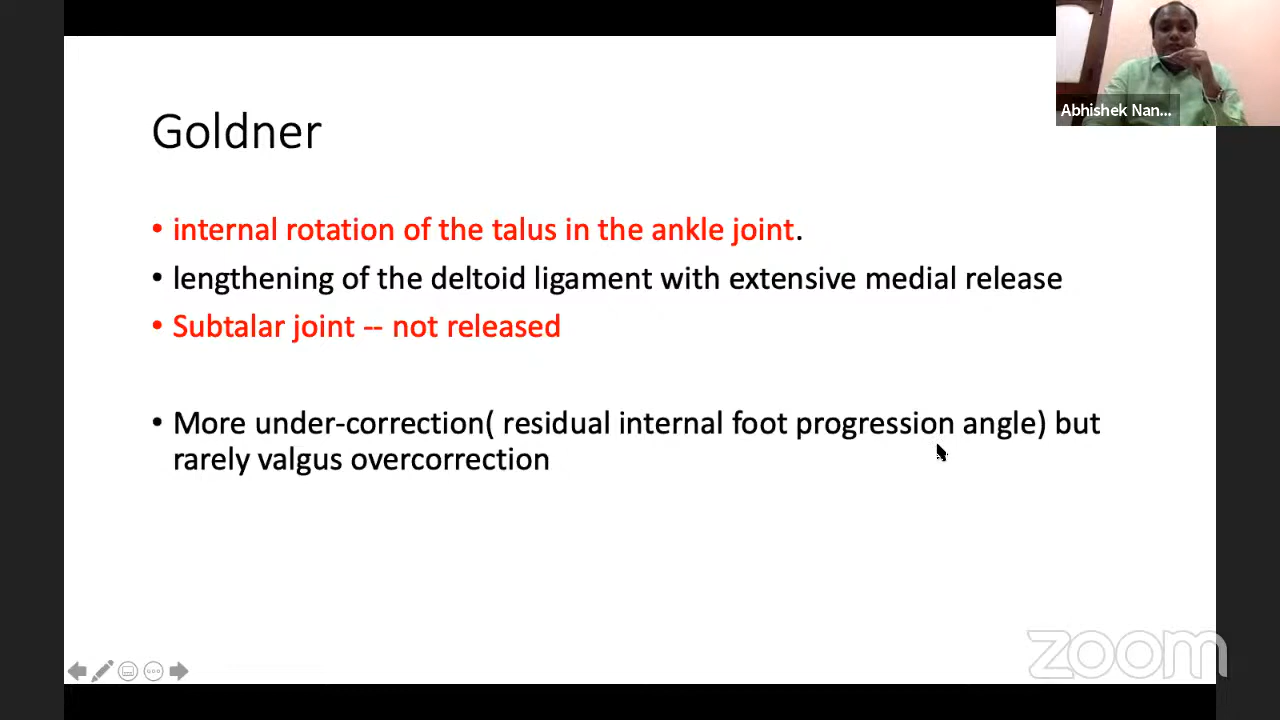 Goldner
• internal rotation of the talus in the ankle joint.
• lengthening of the deltoid ligament with extensive medial release
• Subtalar joint -- not released
• More under-correction( residual internal foot progression angle) but
rarely valgus overcorrection
Abhishek Nan...
zoom